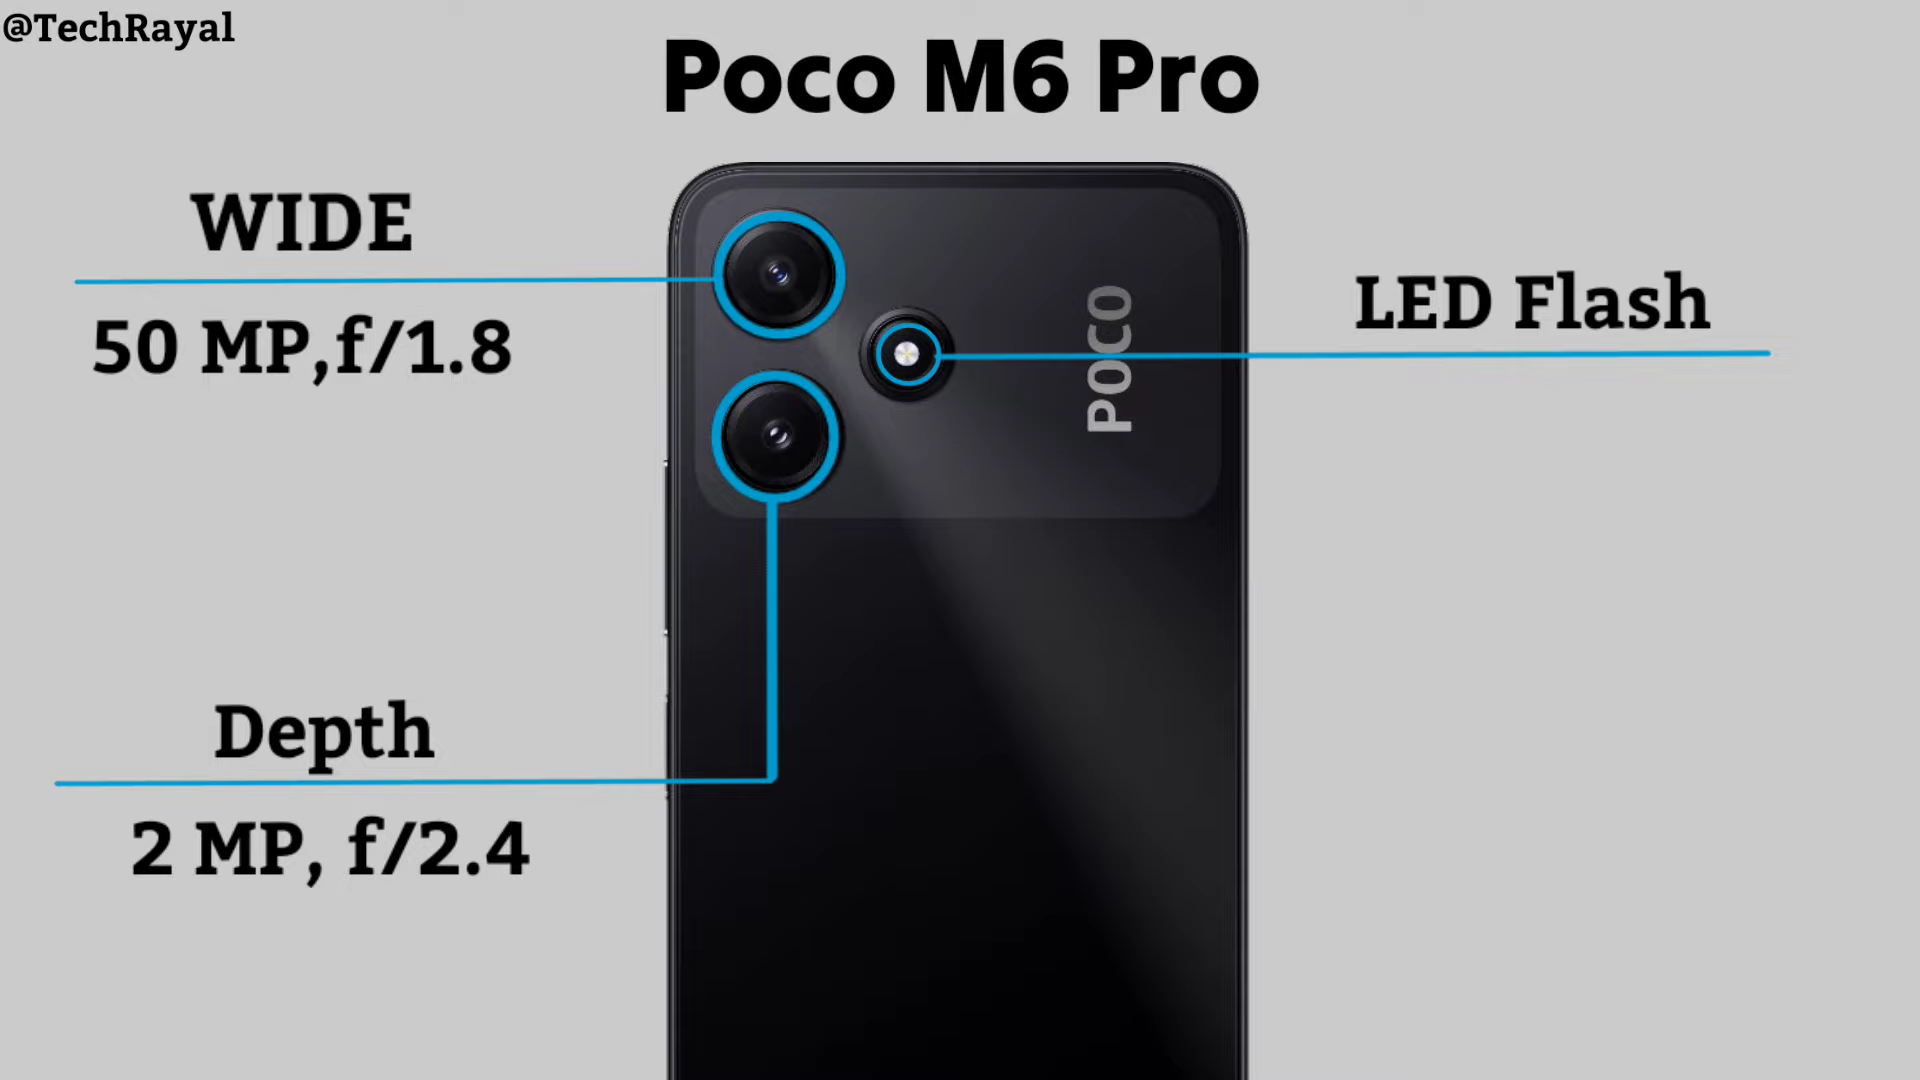 @TechRayal
Poco M6 Pro
WIDE
50 MP,f/1.8
LED Flash
POCO
Depth
2 MP, f/2.4